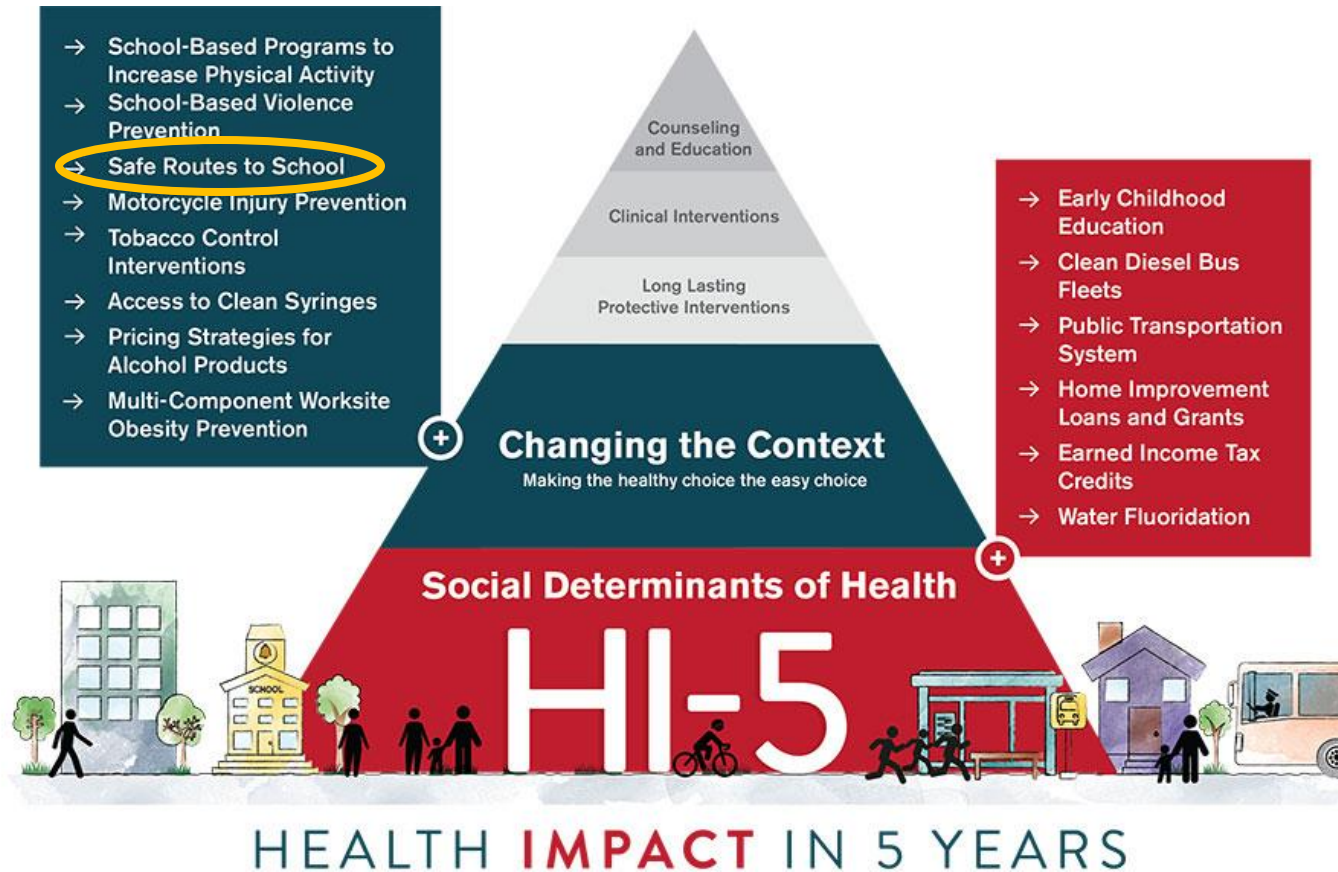 → School-Based Programs to
Increase Physical Activity
→ School-Based Violence
Prevention
→ Safe Routes to School
→ Motorcycle Injury Prevention
→ Tobacco Control
Interventions
→ Access to Clean Syringes
→ Pricing Strategies for
Alcohol Products
→ Multi-Component Worksite
Obesity Prevention
Counseling
and Education
Clinical Interventions
Long Lasting
Protective Interventions
Changing the Context
Making the healthy choice the easy choice
→ Early Childhood
Education
→ Clean Diesel Bus
Fleets
→ Public Transportation
System
→ Home Improvement
Loans and Grants
→ Earned Income Tax
Credits
→ Water Fluoridation
Social Determinants of Health
HI-5
SCHOOL
HEALTH IMPACT IN 5 YEARS